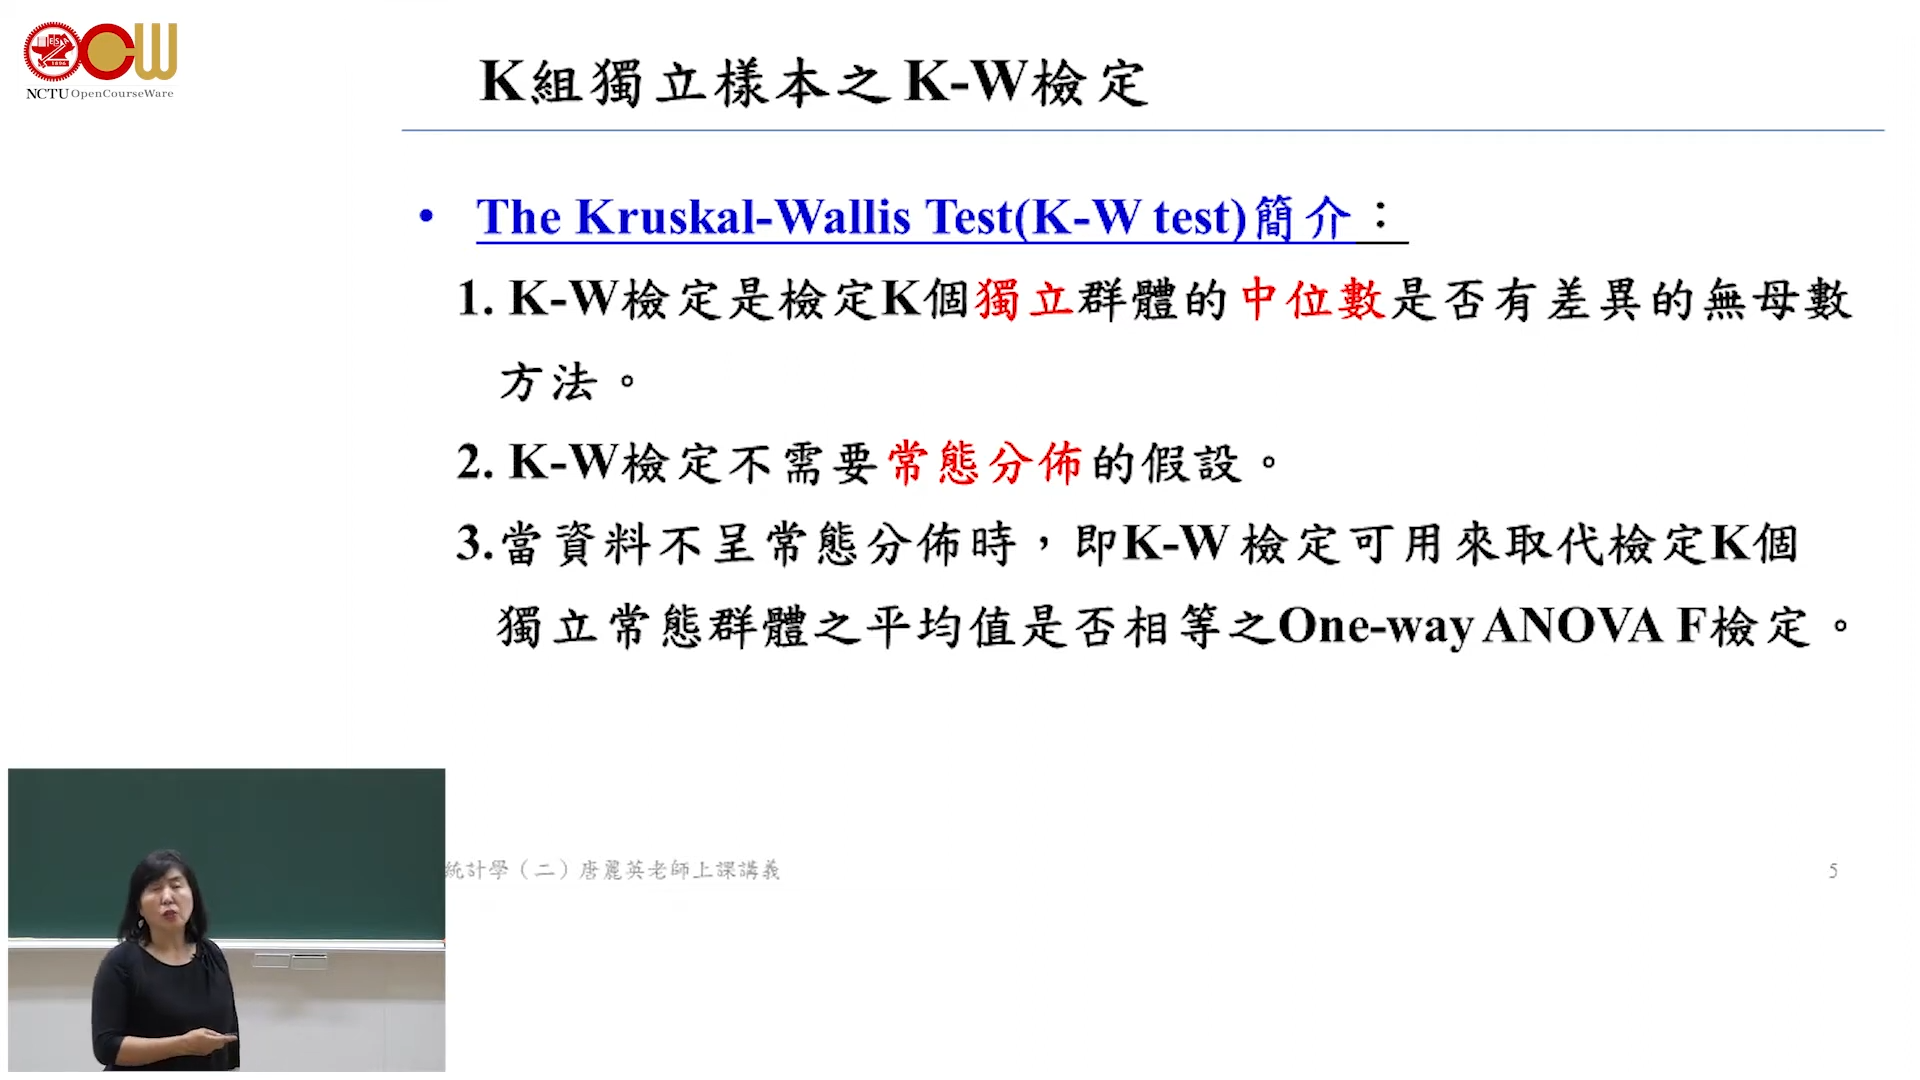 NCTU OpenCourseWare
K組獨立樣本之K-W檢定
• The Kruskal-Wallis Test(K-W test)簡介：
1. K-W檢定是檢定K個獨立群體的中位數是否有差異的無母數
方法。
2. K-W檢定不需要常態分佈的假設。
3.當資料不呈常態分佈時，即K-W檢定可用來取代檢定K個
獨立常態群體之平均值是否相等之One-way ANOVA F檢定。
統計學（二）唐麗英老師上課講義
5